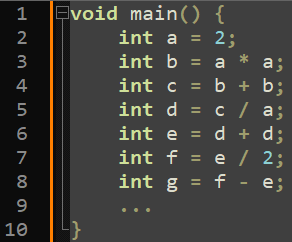 1 void main() {
2 int a = 2;
3 int b = a * a;
4 int c = b + b;
5 int d = c / a;
6 int e = d + d;
7 int f = e / 2;
8 int g = f - e;
9 ...
10 }